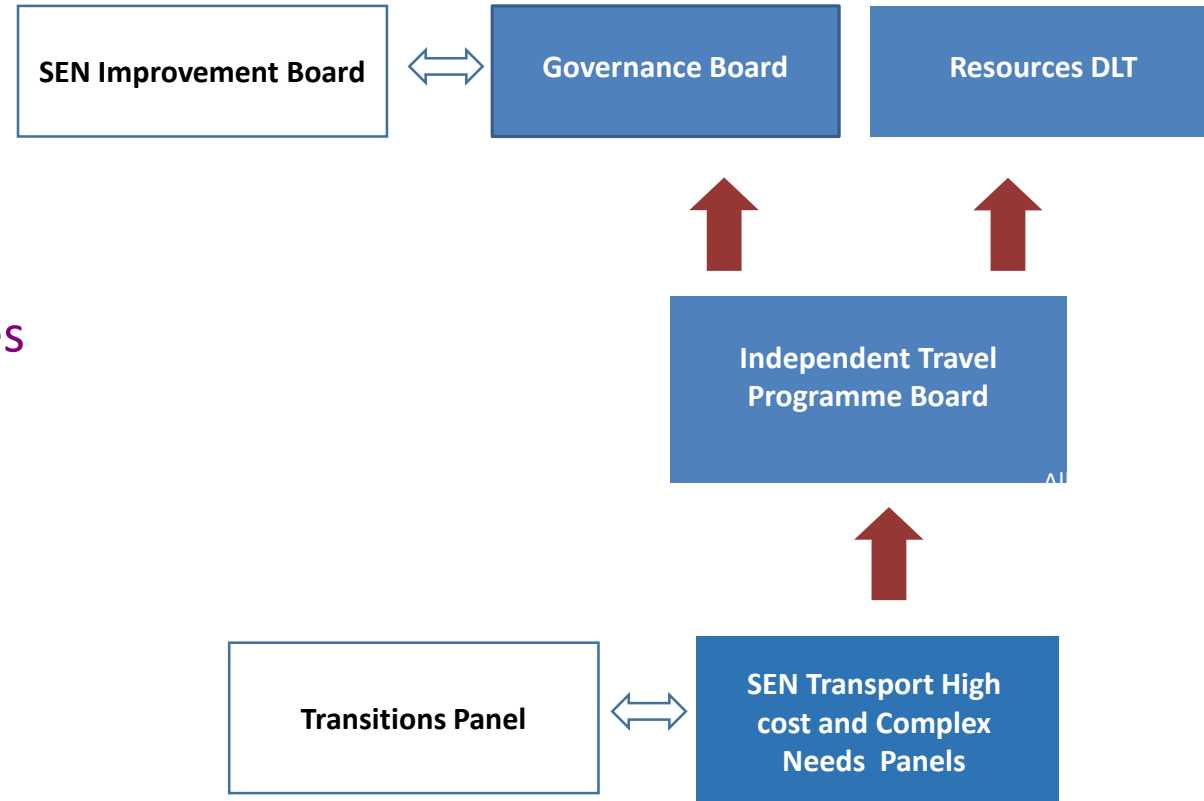 SEN Improvement Board
Governance Board
Resources DLT
Independent Travel
Programme Board
Transitions Panel
SEN Transport High
cost and Complex
Needs Panels